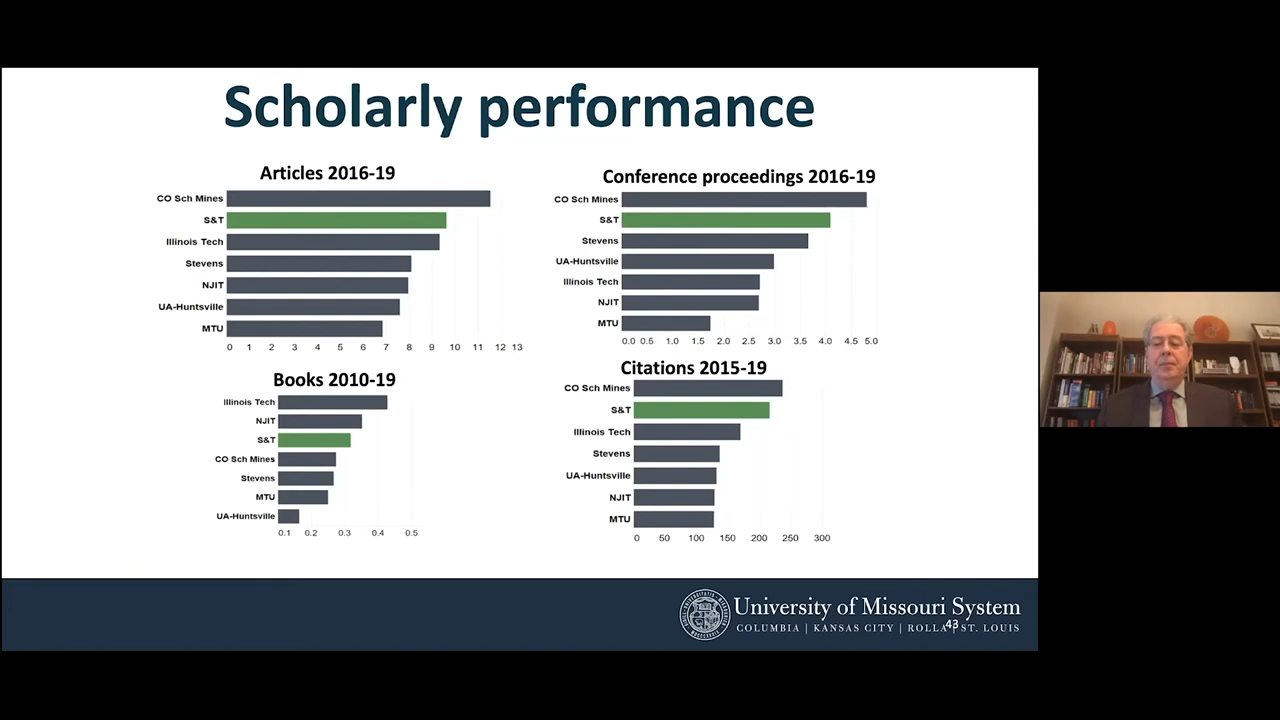 Scholarly performance
Articles 2016-19
CO Sch Mines
S&T
Illinois Tech
Stevens
NJIT
UA-Huntsville
MTU
0 1 2 3 4 5 6 7 8 9 10 11 12 13
Conference proceedings 2016-19
CO Sch Mines
S&T
Stevens
UA-Huntsville
Illinois Tech
NJIT
MTU
0.0 0.5 1.0 1.5 2.0 2.5 3.0 3.5 4.0 4.5 5.0
Books 2010-19
Illinois Tech
NJIT
S&T
CO Sch Mines
Stevens
MTU
UA-Huntsville
0.1 0.2 0.3 0.4 0.5
Citations 2015-19
CO Sch Mines
S&T
Illinois Tech
Stevens
UA-Huntsville
NJIT
MTU
0 50 100 150 200 250 300
University of Missouri System
COLUMBIA | KANSAS CITY | ROLLA | ST. LOUIS
43